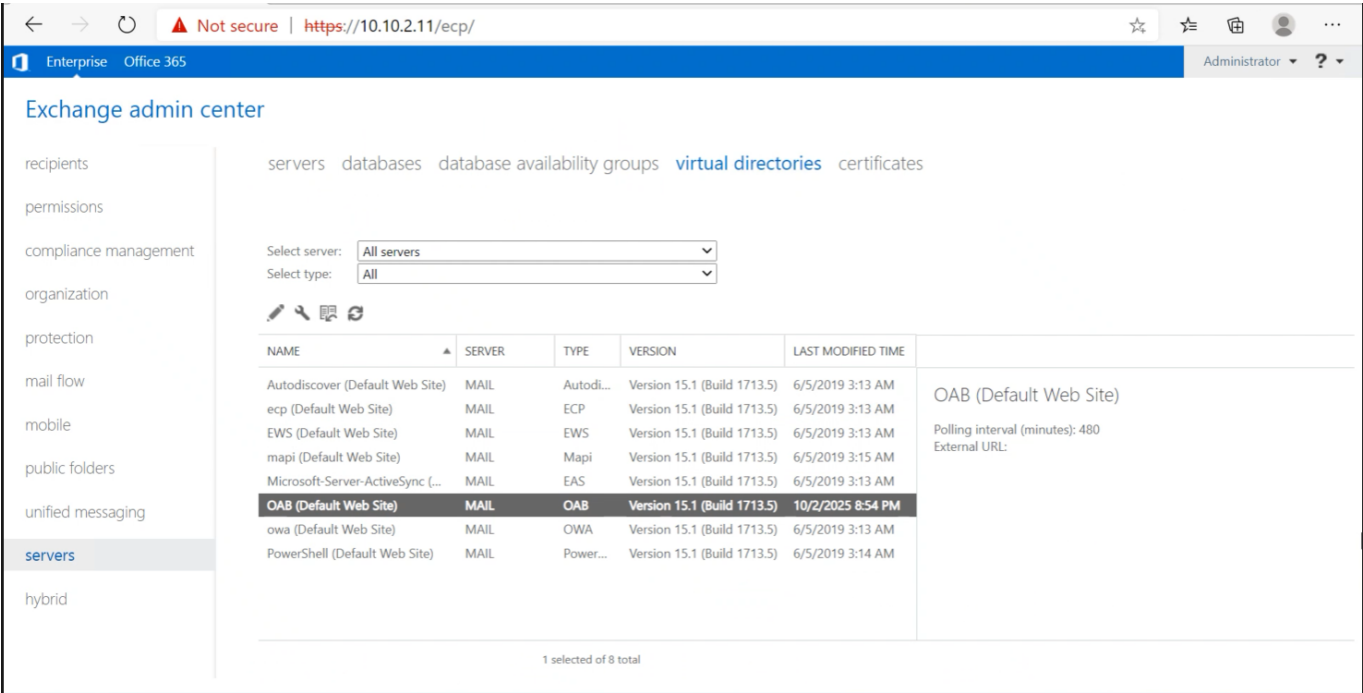 Not secure | https://10.10.2.11/ecp/
Enterprise Office 365 Administrator ?
Exchange admin center
recipients
permissions
compliance management
organization
protection
mail flow
mobile
public folders
unified messaging
servers
hybrid
servers databases database availability groups virtual directories certificates
Select server: All servers
Select type: All
NAME SERVER TYPE VERSION LAST MODIFIED TIME
Autodiscover (Default Web Site) MAIL Autodi... Version 15.1 (Build 1713.5) 6/5/2019 3:13 AM
ecp (Default Web Site) MAIL ECP Version 15.1 (Build 1713.5) 6/5/2019 3:13 AM
EWS (Default Web Site) MAIL EWS Version 15.1 (Build 1713.5) 6/5/2019 3:13 AM
mapi (Default Web Site) MAIL Mapi Version 15.1 (Build 1713.5) 6/5/2019 3:15 AM
Microsoft-Server-ActiveSync (... MAIL EAS Version 15.1 (Build 1713.5) 6/5/2019 3:13 AM
OAB (Default Web Site) MAIL OAB Version 15.1 (Build 1713.5) 10/2/2025 8:54 PM
owa (Default Web Site) MAIL OWA Version 15.1 (Build 1713.5) 6/5/2019 3:13 AM
PowerShell (Default Web Site) MAIL Power... Version 15.1 (Build 1713.5) 6/5/2019 3:14 AM
1 selected of 8 total
OAB (Default Web Site)
Polling interval (minutes): 480
External URL: